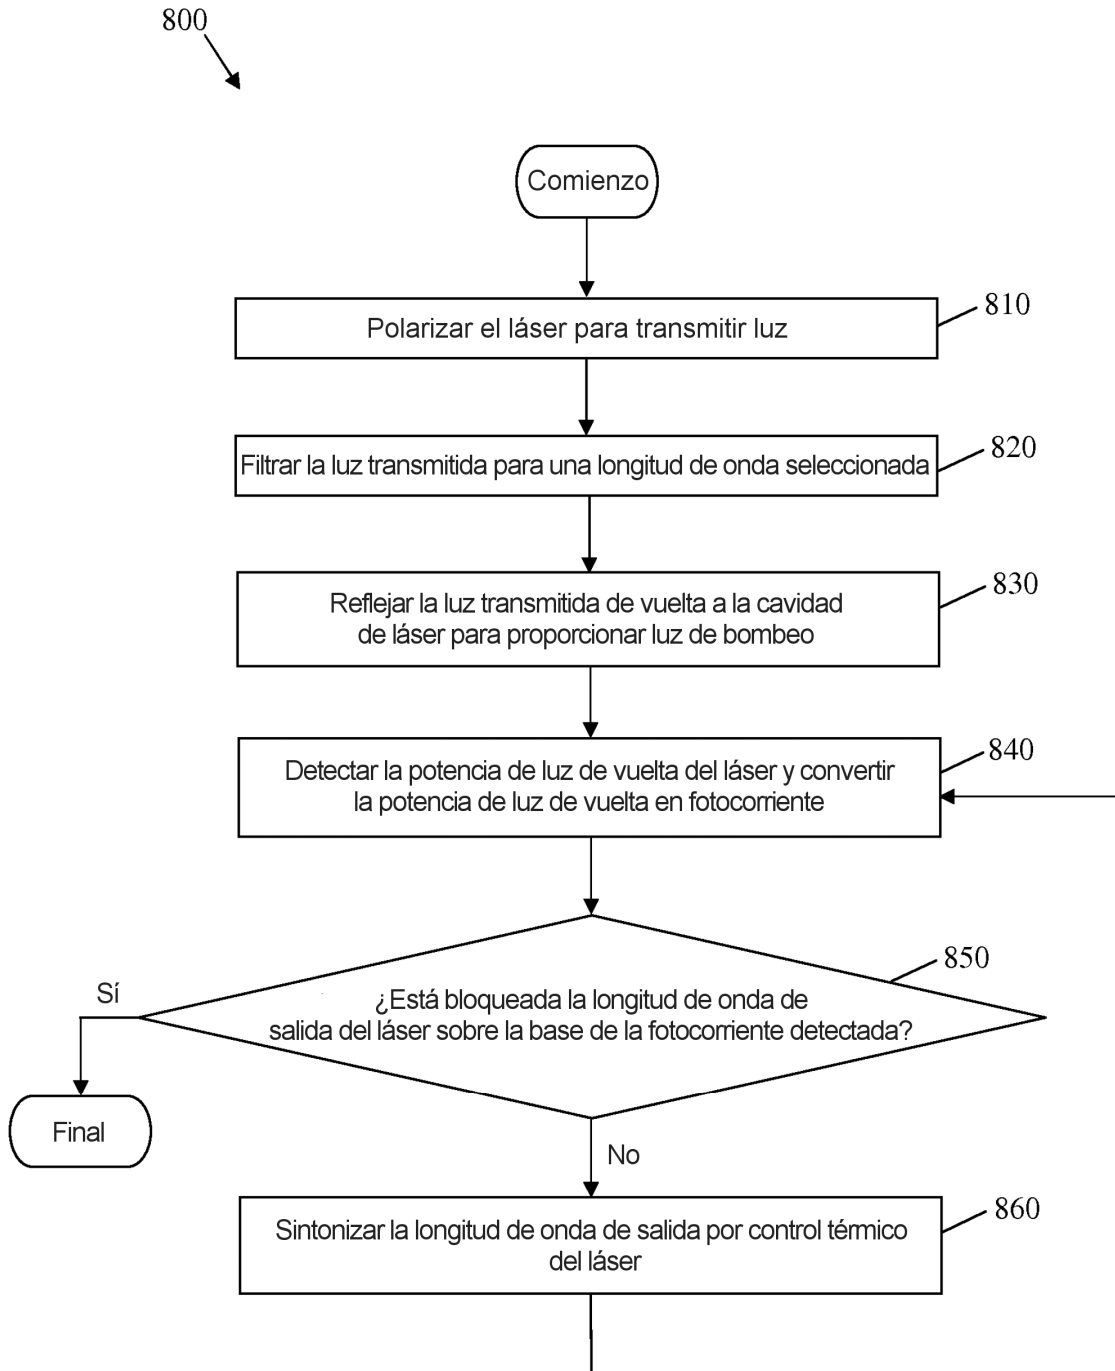 800
Comienzo
810
Polarizar el láser para transmitir luz
820
Filtrar la luz transmitida para una longitud de onda seleccionada
830
Reflejar la luz transmitida de vuelta a la cavidad
de láser para proporcionar luz de bombeo
840
Detectar la potencia de luz de vuelta del láser y convertir
la potencia de luz de vuelta en fotocorriente
850
Sí
¿Está bloqueada la longitud de onda de
salida del láser sobre la base de la fotocorriente detectada?
Final
No
860
Sintonizar la longitud de onda de salida por control térmico
del láser